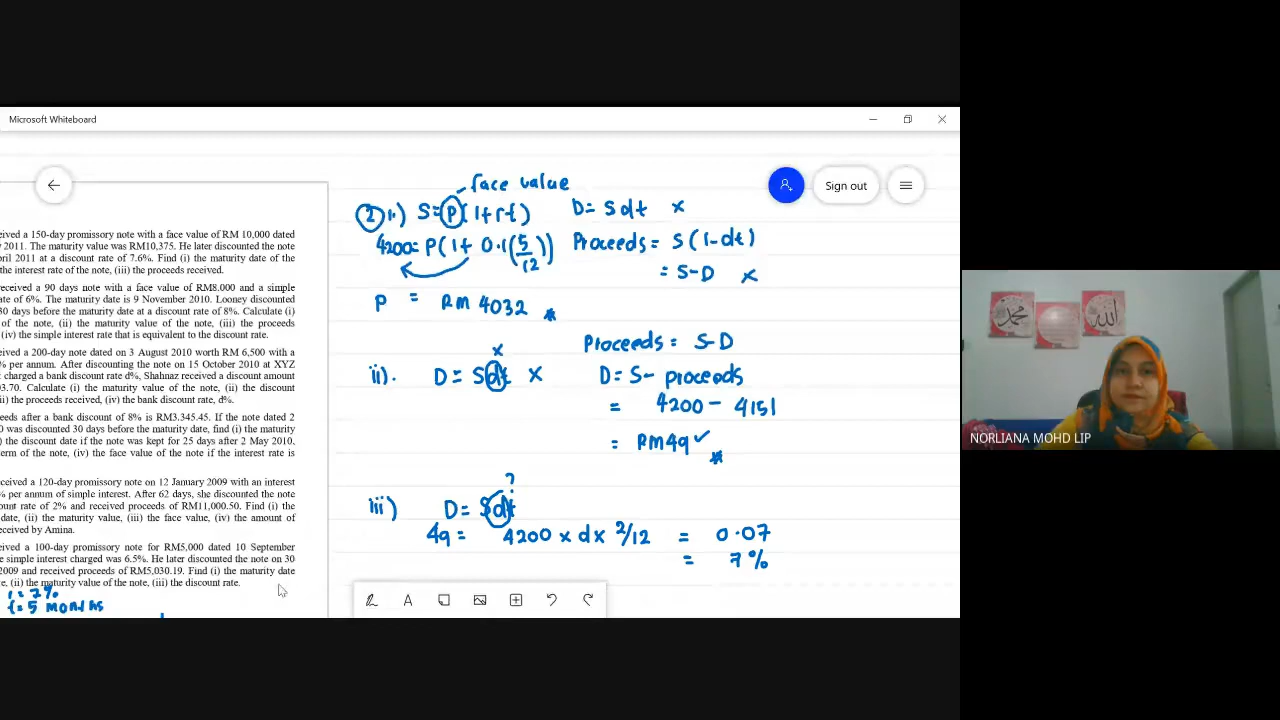 Microsoft Whiteboard
Sign out
eived a 150-day promissory note with a face value of RM 10,000 dated
2011. The maturity value was RM10,375. He later discounted the note
pril 2011 at a discount rate of 7.6%. Find (i) the maturity date of the
the interest rate of the note, (iii) the proceeds received.
received a 90 days note with a face value of RM8.000 and a simple
ate of 6%. The maturity date is 9 November 2010. Looney discounted
30 days before the maturity date at a discount rate of 8%. Calculate (i)
of the note, (ii) the maturity value of the note, (iii) the proceeds
(iv) the simple interest rate that is equivalent to the discount rate.
eived a 200-day note dated on 3 August 2010 worth RM 6,500 with a
% per annum. After discounting the note on 15 October 2010 at XYZ
t charged a bank discount rate d%, Shahnaz received a discount amount
03.70. Calculate (i) the maturity value of the note, (ii) the discount
ii) the proceeds received, (iv) the bank discount rate, d%.
eeds after a bank discount of 8% is RM3.345.45. If the note dated 2
0 was discounted 30 days before the maturity date, find (i) the maturity
) the discount date if the note was kept for 25 days after 2 May 2010,
erm of the note, (iv) the face value of the note if the interest rate is
eived a 120-day promissory note on 12 January 2009 with an interest
% per annum of simple interest. After 62 days, she discounted the note
ount rate of 2% and received proceeds of RM11,000.50. Find (i) the
date, (ii) the maturity value, (iii) the face value, (iv) the amount of
eceived by Amina.
eived a 100-day promissory note for RM5,000 dated 10 September
e simple interest charged was 6.5%. He later discounted the note on 30
2009 and received proceeds of RM5,030.19. Find (i) the maturity date
e, (ii) the maturity value of the note, (iii) the discount rate.
i = 7%
t = 5 months
face value
2 i) S = P(1+rt)
4200 = P(1 + 0.1(5/12))
P = RM 4032 *
D = Sdt x
Proceeds = S(1-dt)
= S-D x
x
ii). D = Sdt x
Proceeds = S-D
D = S - proceeds
= 4200 - 4151
= RM49 ✓ *
?
iii) D = Sdt
49 = 4200 x d x 2/12 = 0.07
= 7%
A
محمد
الله
NORLIANA MOHD LIP